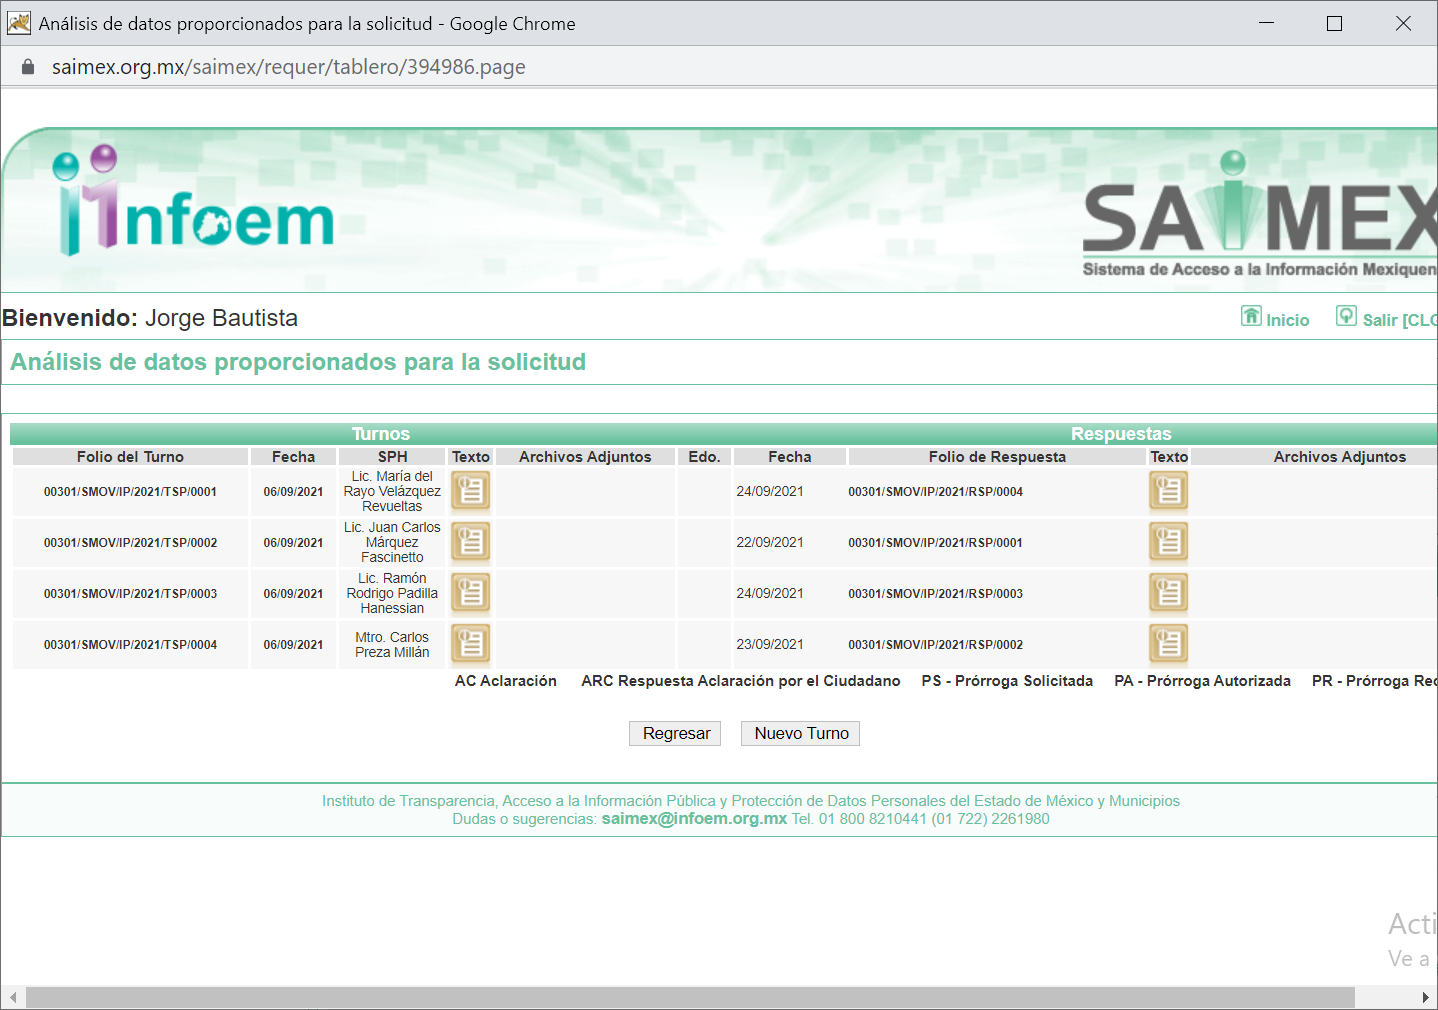 Análisis de datos proporcionados para la solicitud - Google Chrome
saimex.org.mx/saimex/requer/tablero/394986.page
infoem
SAIMEX
Sistema de Acceso a la Información Mexiquen
Bienvenido: Jorge Bautista
Inicio Salir [CLG
Análisis de datos proporcionados para la solicitud
Turnos Respuestas
Folio del Turno Fecha SPH Texto Archivos Adjuntos Edo. Fecha Folio de Respuesta Texto Archivos Adjuntos
00301/SMOV/IP/2021/TSP/0001 06/09/2021 Lic. María del Rayo Velázquez Revueltas 24/09/2021 00301/SMOV/IP/2021/RSP/0004
00301/SMOV/IP/2021/TSP/0002 06/09/2021 Lic. Juan Carlos Márquez Fascinetto 22/09/2021 00301/SMOV/IP/2021/RSP/0001
00301/SMOV/IP/2021/TSP/0003 06/09/2021 Lic. Ramón Rodrigo Padilla Hanessian 24/09/2021 00301/SMOV/IP/2021/RSP/0003
00301/SMOV/IP/2021/TSP/0004 06/09/2021 Mtro. Carlos Preza Millán 23/09/2021 00301/SMOV/IP/2021/RSP/0002
AC Aclaración ARC Respuesta Aclaración por el Ciudadano PS - Prórroga Solicitada PA - Prórroga Autorizada PR - Prórroga Rec
Regresar Nuevo Turno
Instituto de Transparencia, Acceso a la Información Pública y Protección de Datos Personales del Estado de México y Municipios
Dudas o sugerencias: saimex@infoem.org.mx Tel. 01 800 8210441 (01 722) 2261980
Acti
Ve a